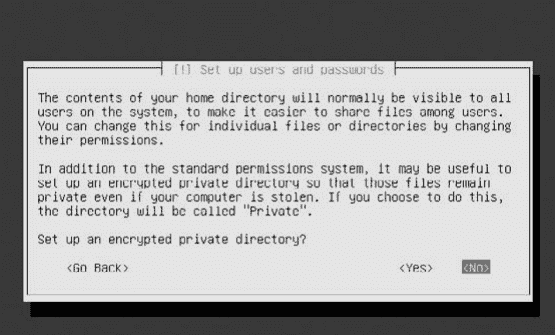 [!] Set up users and passwords
The contents of your home directory will normally be visible to all
users on the system, to make it easier to share files among users.
You can change this for individual files or directories by changing
their permissions.
In addition to the standard permissions system, it may be useful to
set up an encrypted private directory so that those files remain
private even if your computer is stolen. If you choose to do this,
the directory will be called "Private".
Set up an encrypted private directory?
<Go Back> <Yes> <No>